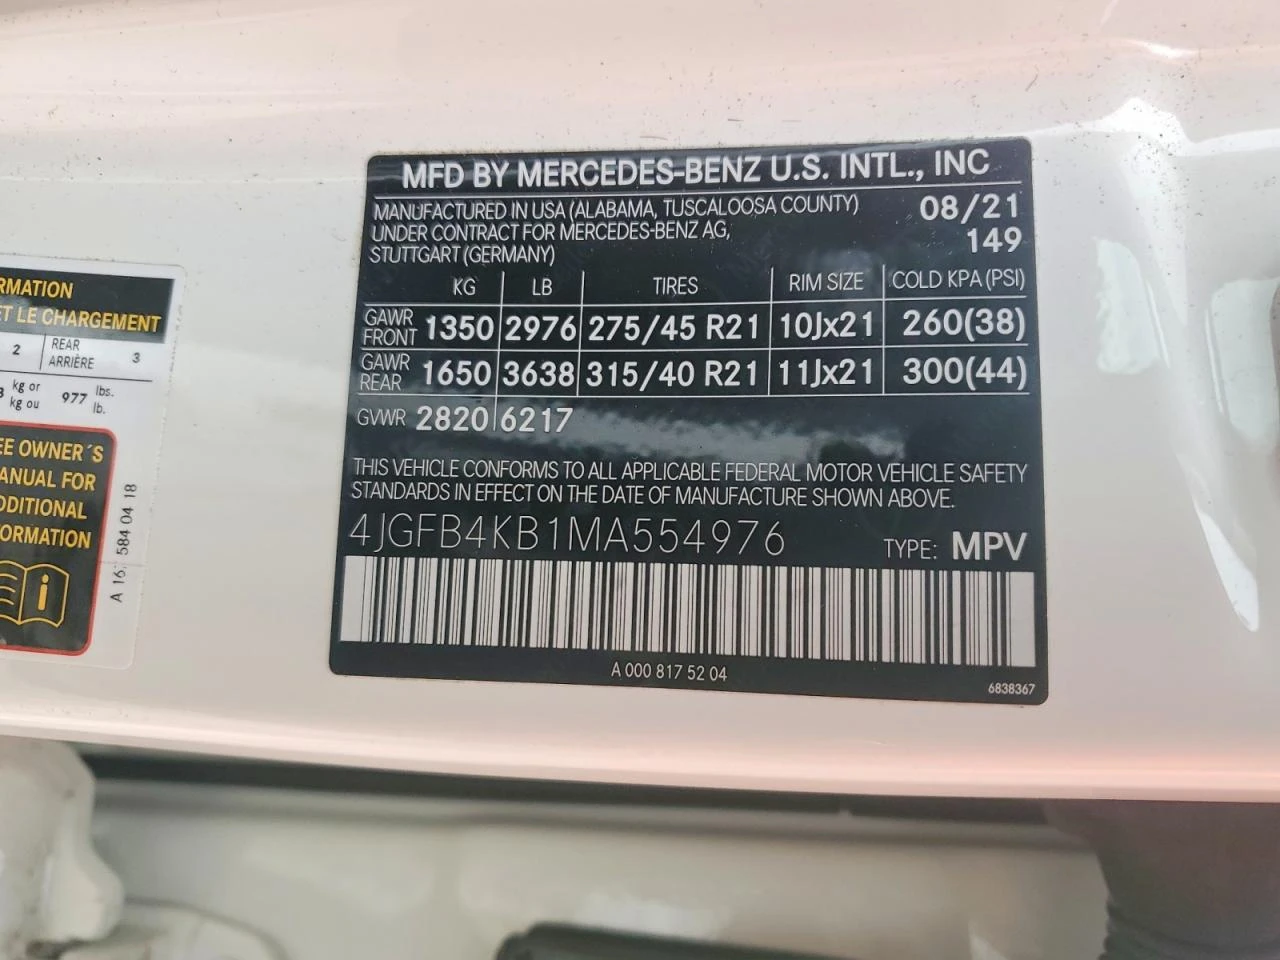 MFD BY MERCEDES-BENZ U.S. INTL., INC
MANUFACTURED IN USA (ALABAMA, TUSCALOOSA COUNTY) 08/21
UNDER CONTRACT FOR MERCEDES-BENZ AG, 149
STUTTGART (GERMANY)
KG LB TIRES RIM SIZE COLD KPA (PSI)
GAWR FRONT 1350 2976 275/45 R21 10Jx21 260(38)
GAWR REAR 1650 3638 315/40 R21 11Jx21 300(44)
GVWR 2820 6217
THIS VEHICLE CONFORMS TO ALL APPLICABLE FEDERAL MOTOR VEHICLE SAFETY
STANDARDS IN EFFECT ON THE DATE OF MANUFACTURE SHOWN ABOVE.
4JGFB4KB1MA554976 TYPE: MPV
A 000 817 52 04
6838367
ET LE CHARGEMENT
2 REAR ARRIÈRE 3
kg or 977 lbs.
kg ou lb.
OWNER´S
FOR
584 04 18